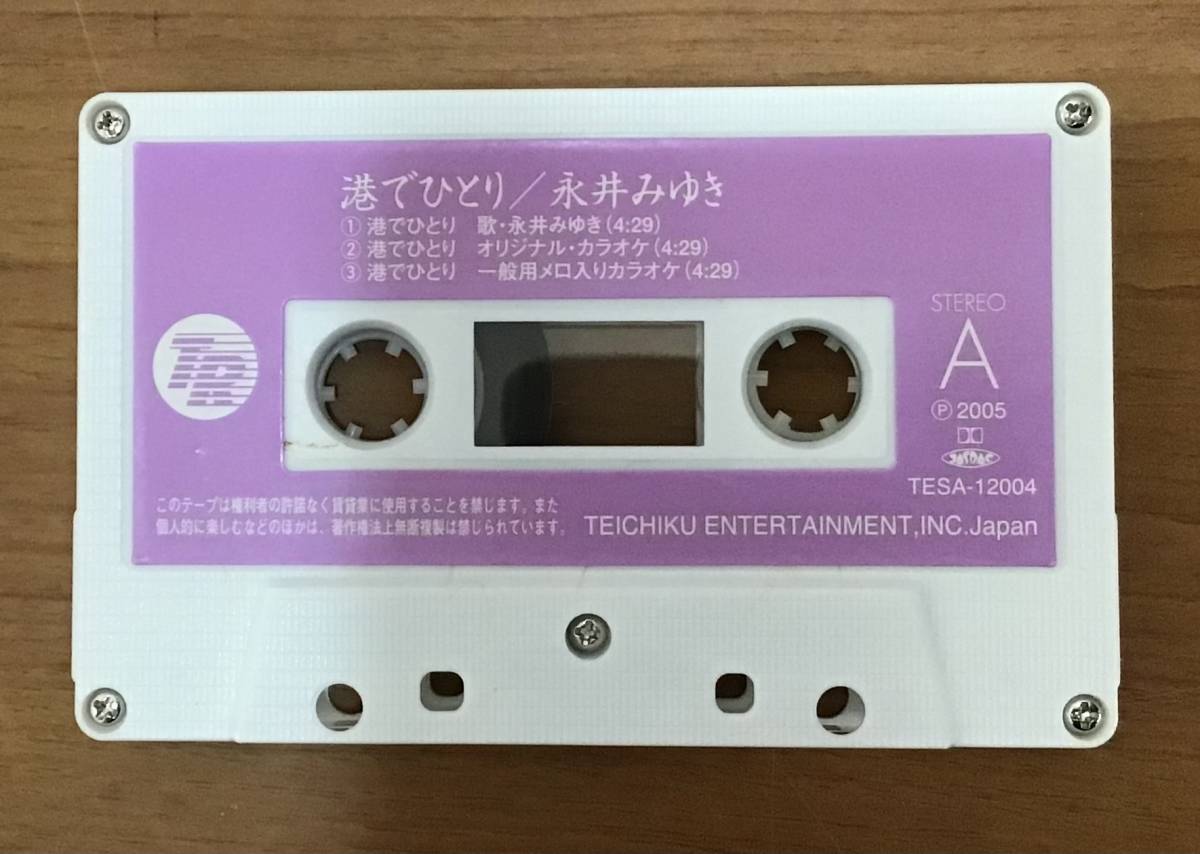 港でひとり／永井みゆき
① 港でひとり 歌・永井みゆき(4:29)
② 港でひとり オリジナル・カラオケ(4:29)
③ 港でひとり 一般用メロ入りカラオケ(4:29)
STEREO
A
Ⓟ 2005
JASRAC
TESA-12004
このテープは権利者の許諾なく賃貸業に使用することを禁じます。また
個人的に楽しむなどのほかは、著作権法上無断複製は禁じられています。
TEICHIKU ENTERTAINMENT,INC.Japan